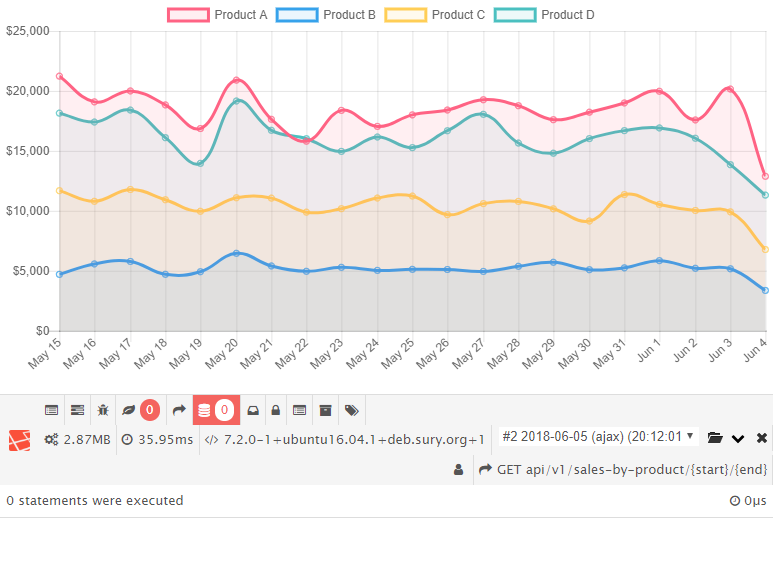 Product A Product B Product C Product D
$25,000
$20,000
$15,000
$10,000
$5,000
$0
May 15 May 16 May 17 May 18 May 19 May 20 May 21 May 22 May 23 May 24 May 25 May 26 May 27 May 28 May 29 May 30 May 31 Jun 1 Jun 2 Jun 3 Jun 4
0 0
2.87MB 35.95ms </> 7.2.0-1+ubuntu16.04.1+deb.sury.org+1 #2 2018-06-05 (ajax) (20:12:01
GET api/v1/sales-by-product/{start}/{end}
0 statements were executed 0μs